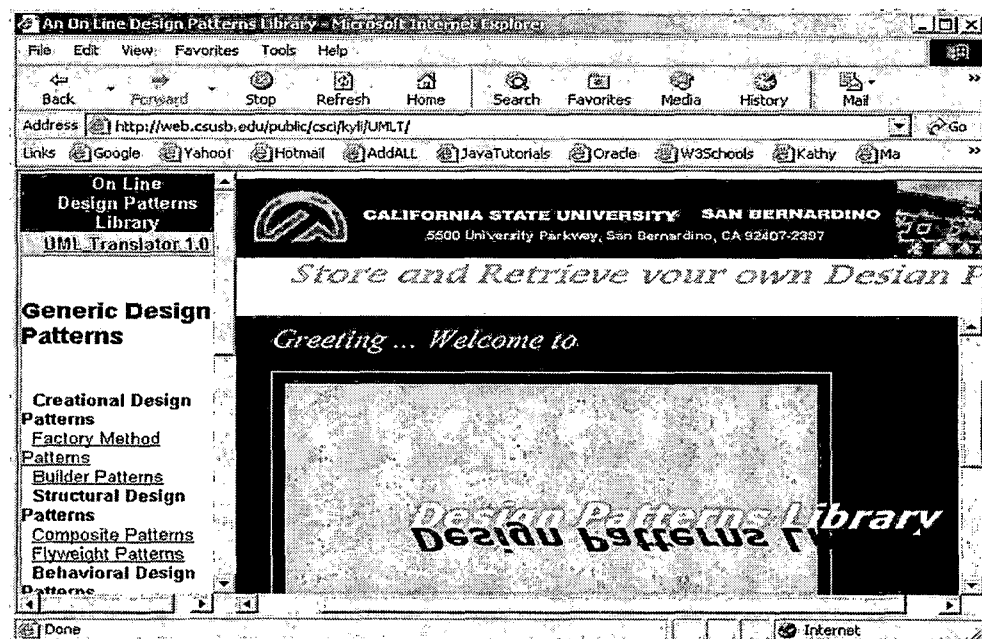 An On Line Design Patterns Library - Microsoft Internet Explorer
File Edit View Favorites Tools Help
Back Forward Stop Refresh Home Search Favorites Media History Mail
Address http://web.csusb.edu/public/csci/kyli/UMLT/ Go
Links Google Yahoo! Hotmail AddALL JavaTutorials Oracle W3Schools Kathy Ma
On Line
Design Patterns
Library
UML Translator 1.0
Generic Design
Patterns
Creational Design
Patterns
Factory Method
Patterns
Builder Patterns
Structural Design
Patterns
Composite Patterns
Flyweight Patterns
Behavioral Design
Patterns
CALIFORNIA STATE UNIVERSITY SAN BERNARDINO
5500 University Parkway, San Bernardino, CA 92407-2397
Store and Retrieve your own Design P
Greeting ... Welcome to
Design Patterns Library
Done Internet